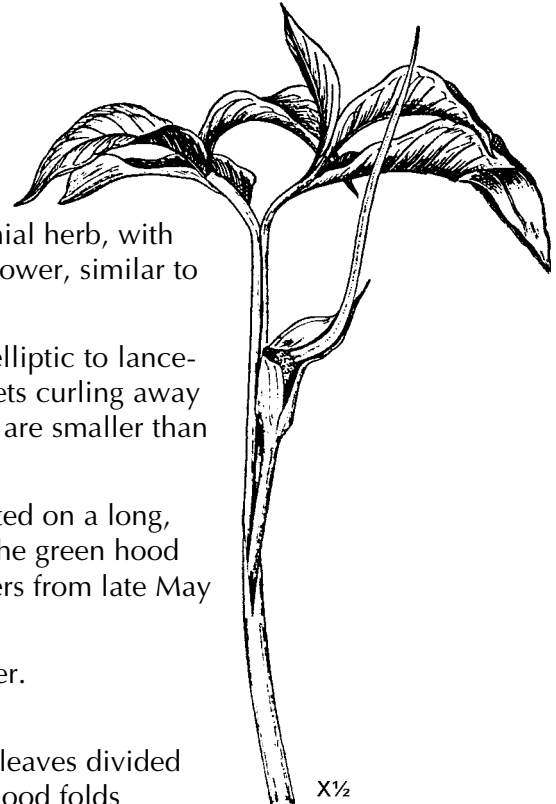 nial herb, with
ower, similar to
elliptic to lance-
ets curling away
are smaller than
ted on a long,
he green hood
ers from late May
er.
leaves divided
ood folds
X½